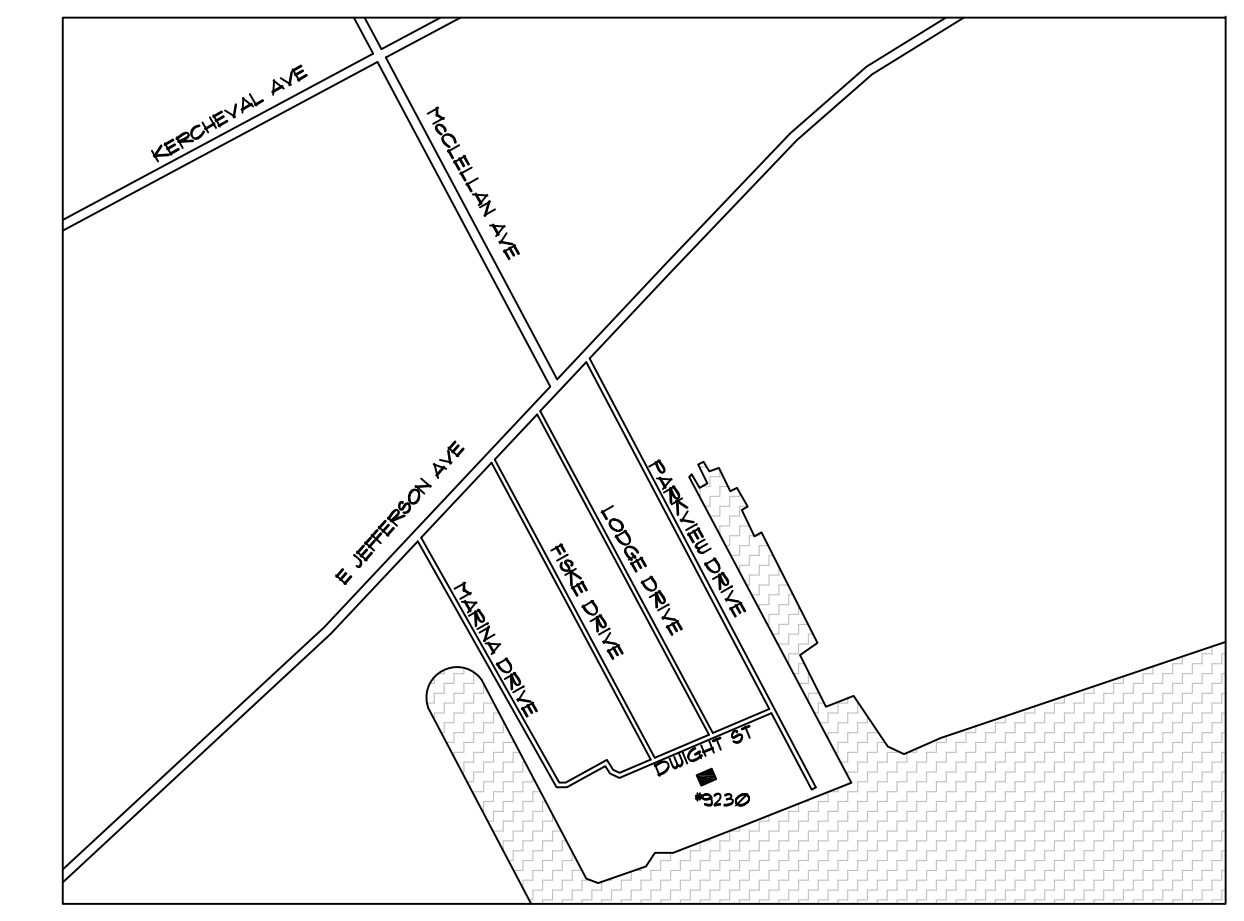 KERCHEVAL AVE
McCLELLAN AVE
E JEFFERSON AVE
PARKVIEW DRIVE
LODGE DRIVE
FISKE DRIVE
MARINA DRIVE
DWIGHT ST
#9230